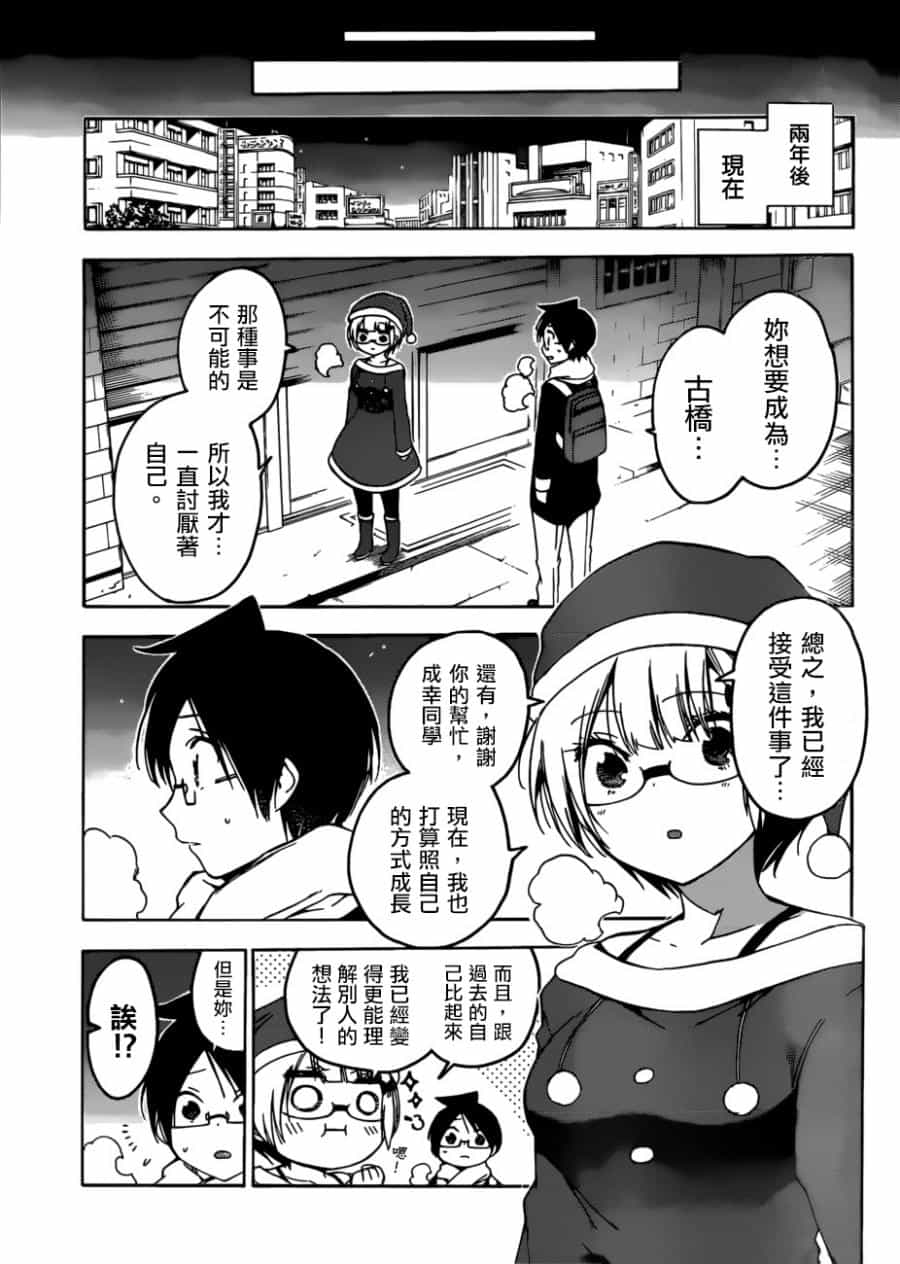 兩年後
現在
妳想要成為…
古橋…
那種事是
不可能的
所以我才…
一直討厭著
自己。
總之，我已經
接受這件事了…
還有，謝謝
你的幫忙，
成幸同學
現在，我也
打算照自己
的方式成長
而且，跟
過去的自
己比起來
我已經變
得更能理
解別人的
想法了！
嗯！
但是妳…
誒!?